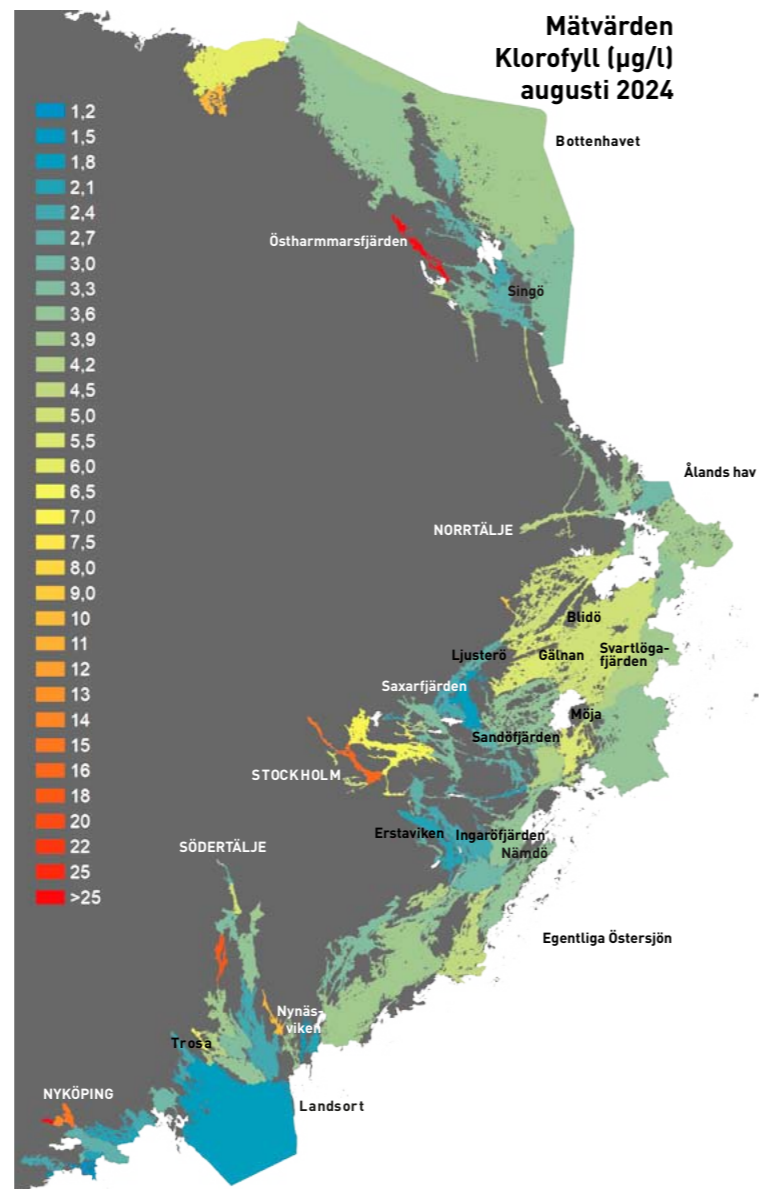 Mätvärden
Klorofyll (µg/l)
augusti 2024
1,2
1,5
1,8
2,1
2,4
2,7
3,0
3,3
3,6
3,9
4,2
4,5
5,0
5,5
6,0
6,5
7,0
7,5
8,0
9,0
10
11
12
13
14
15
16
18
20
22
25
>25
Bottenhavet
Östharmmarsfjärden
Singö
Ålands hav
NORRTÄLJE
Blidö
Ljusterö
Gälnan
Svartlöga-
fjärden
Saxarfjärden
Möja
Sandöfjärden
STOCKHOLM
Erstaviken
Ingaröfjärden
Nämdö
SÖDERTÄLJE
Egentliga Östersjön
Nynäs-
viken
Trosa
NYKÖPING
Landsort